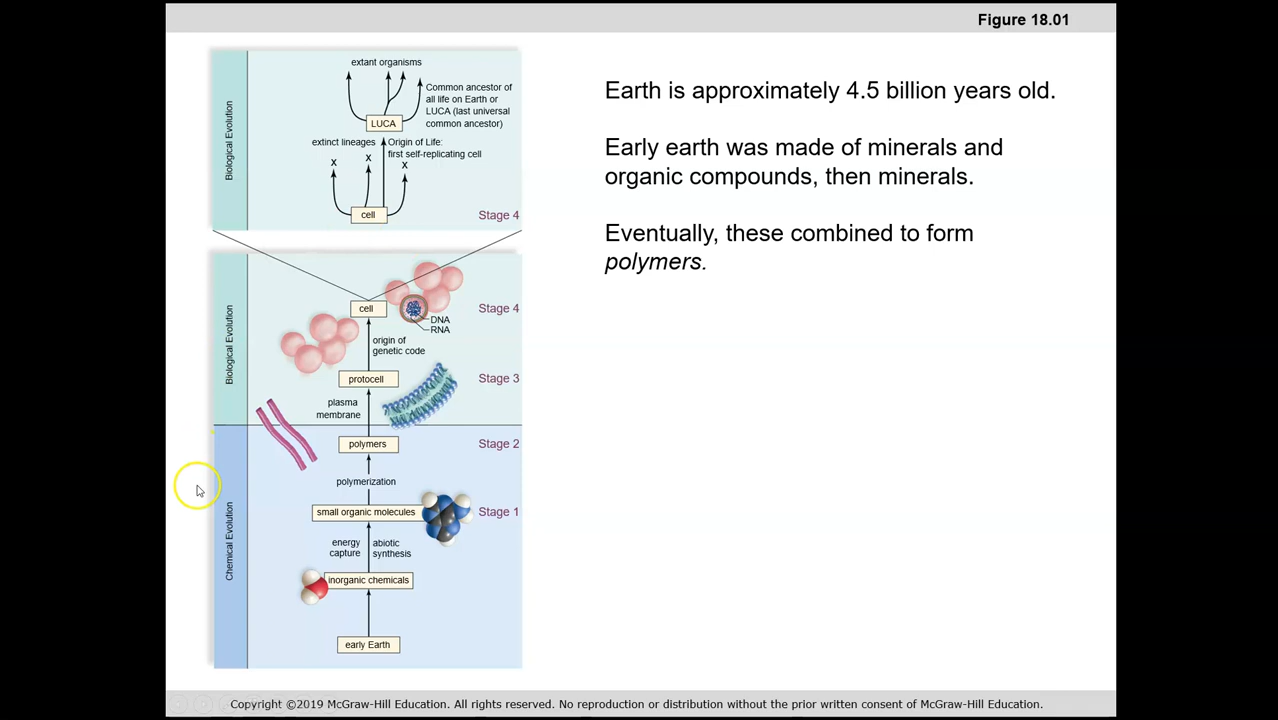 Figure 18.01
Biological Evolution
extant organisms
Common ancestor of
all life on Earth or
LUCA (last universal
common ancestor)
LUCA
extinct lineages
Origin of Life:
first self-replicating cell
X
X
X
cell
Stage 4
Biological Evolution
cell
Stage 4
DNA
RNA
origin of
genetic code
protocell
Stage 3
plasma
membrane
Chemical Evolution
polymers
Stage 2
polymerization
small organic molecules
Stage 1
energy
capture
abiotic
synthesis
inorganic chemicals
early Earth
Earth is approximately 4.5 billion years old.
Early earth was made of minerals and
organic compounds, then minerals.
Eventually, these combined to form
polymers.
Copyright ©2019 McGraw-Hill Education. All rights reserved. No reproduction or distribution without the prior written consent of McGraw-Hill Education.